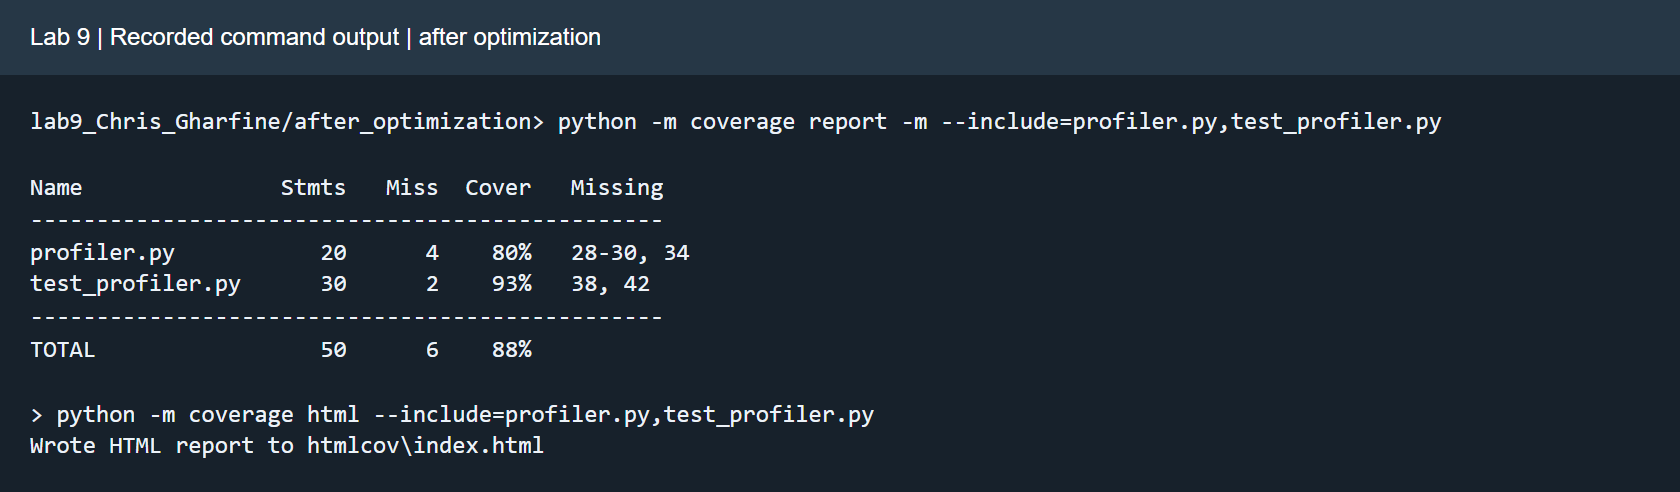 Lab 9 | Recorded command output | after optimization
lab9_Chris_Gharfine/after_optimization> python -m coverage report -m --include=profiler.py,test_profiler.py
Name               Stmts   Miss  Cover   Missing
------------------------------------------------
profiler.py           20      4    80%   28-30, 34
test_profiler.py      30      2    93%   38, 42
------------------------------------------------
TOTAL                 50      6    88%
> python -m coverage html --include=profiler.py,test_profiler.py
Wrote HTML report to htmlcov\index.html